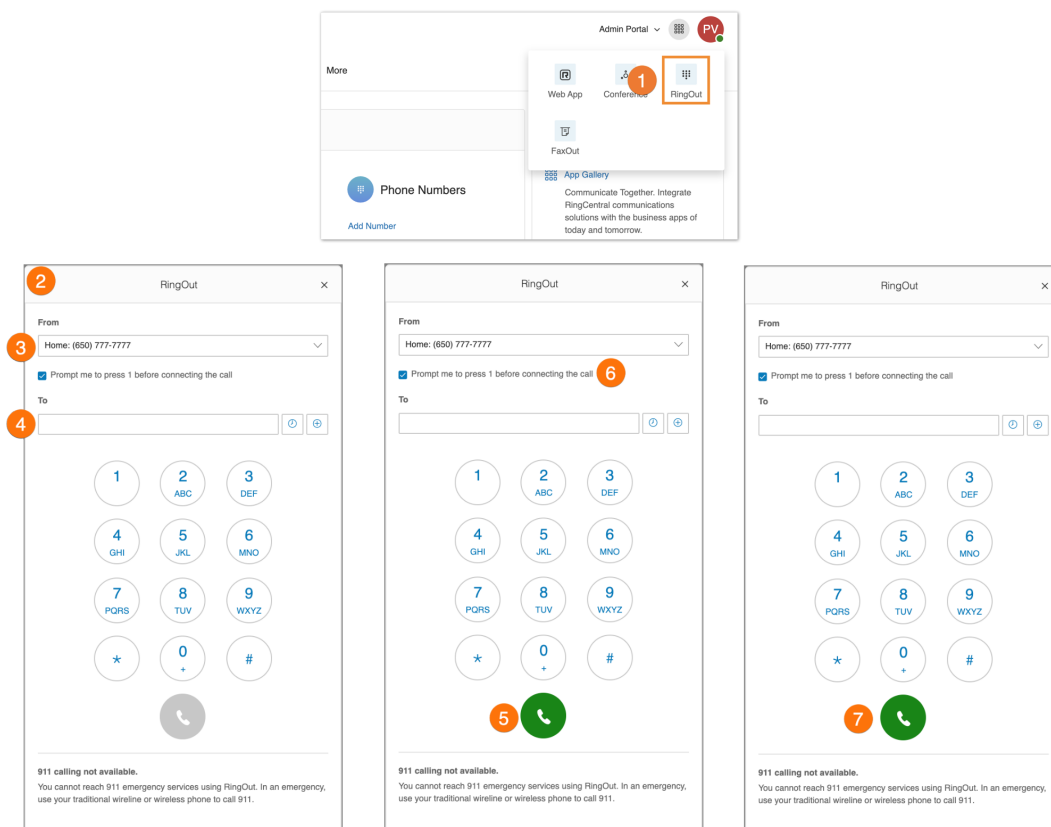 Admin Portal
PV
More
1
Web App
Conference
RingOut
FaxOut
Phone Numbers
Add Number
App Gallery
Communicate Together. Integrate
RingCentral communications
solutions with the business apps of
today and tomorrow.
2
RingOut
From
3
Home: (650) 777-7777
Prompt me to press 1 before connecting the call
To
4
1
2
ABC
3
DEF
4
GHI
5
JKL
6
MNO
7
PQRS
8
TUV
9
WXYZ
*
0
+
#
911 calling not available.
You cannot reach 911 emergency services using RingOut. In an emergency,
use your traditional wireline or wireless phone to call 911.
RingOut
From
Home: (650) 777-7777
Prompt me to press 1 before connecting the call
6
To
1
2
ABC
3
DEF
4
GHI
5
JKL
6
MNO
7
PQRS
8
TUV
9
WXYZ
*
0
+
#
5
911 calling not available.
You cannot reach 911 emergency services using RingOut. In an emergency,
use your traditional wireline or wireless phone to call 911.
RingOut
From
Home: (650) 777-7777
Prompt me to press 1 before connecting the call
To
1
2
ABC
3
DEF
4
GHI
5
JKL
6
MNO
7
PQRS
8
TUV
9
WXYZ
*
0
+
#
7
911 calling not available.
You cannot reach 911 emergency services using RingOut. In an emergency,
use your traditional wireline or wireless phone to call 911.